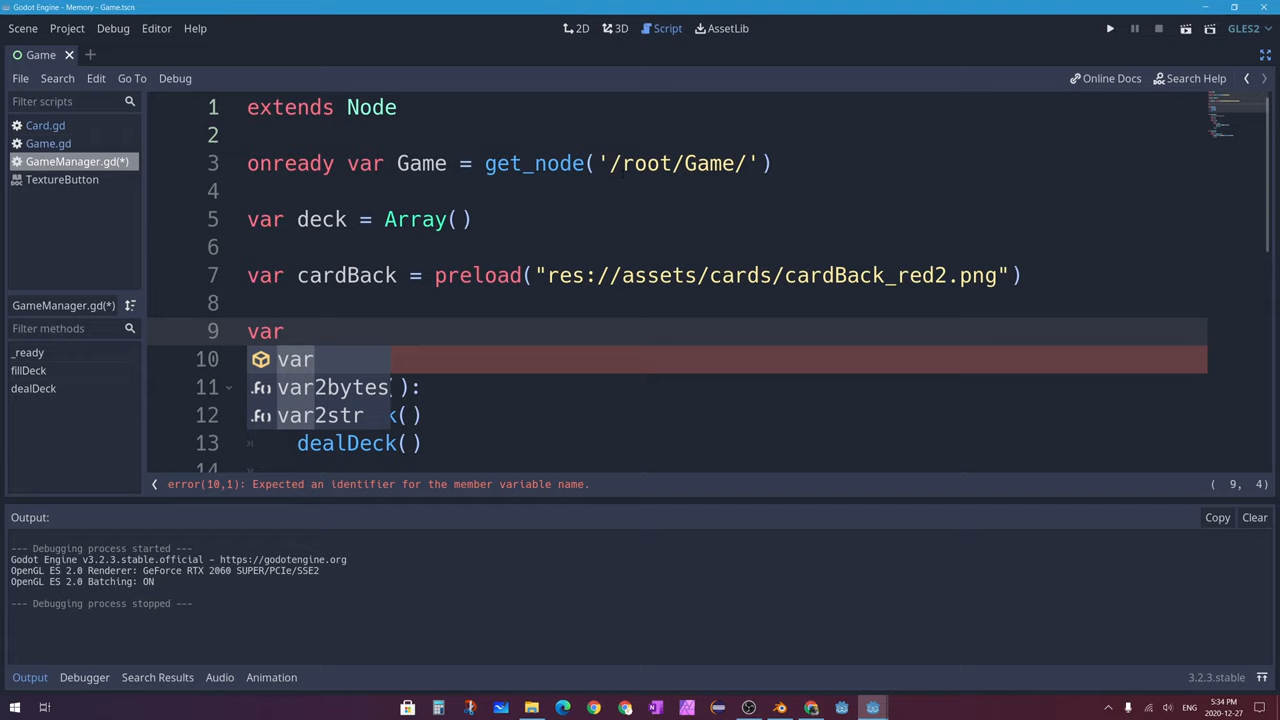 Godot Engine - Memory - Game.tscn
Scene Project Debug Editor Help
2D 3D Script AssetLib
GLES2
Game
File Search Edit Go To Debug
Online Docs Search Help
Filter scripts
Card.gd
Game.gd
GameManager.gd(*)
TextureButton
GameManager.gd(*)
Filter methods
_ready
fillDeck
dealDeck
1 extends Node
2
3 onready var Game = get_node('/root/Game/')
4
5 var deck = Array()
6
7 var cardBack = preload("res://assets/cards/cardBack_red2.png")
8
9 var
10 var
11 var2bytes ):
12 var2str k()
13 dealDeck()
14
error(10,1): Expected an identifier for the member variable name.
( 9, 4)
Output:
Copy Clear
--- Debugging process started ---
Godot Engine v3.2.3.stable.official - https://godotengine.org
OpenGL ES 2.0 Renderer: GeForce RTX 2060 SUPER/PCIe/SSE2
OpenGL ES 2.0 Batching: ON
--- Debugging process stopped ---
Output Debugger Search Results Audio Animation
3.2.3.stable
ENG
5:34 PM
2020-12-27